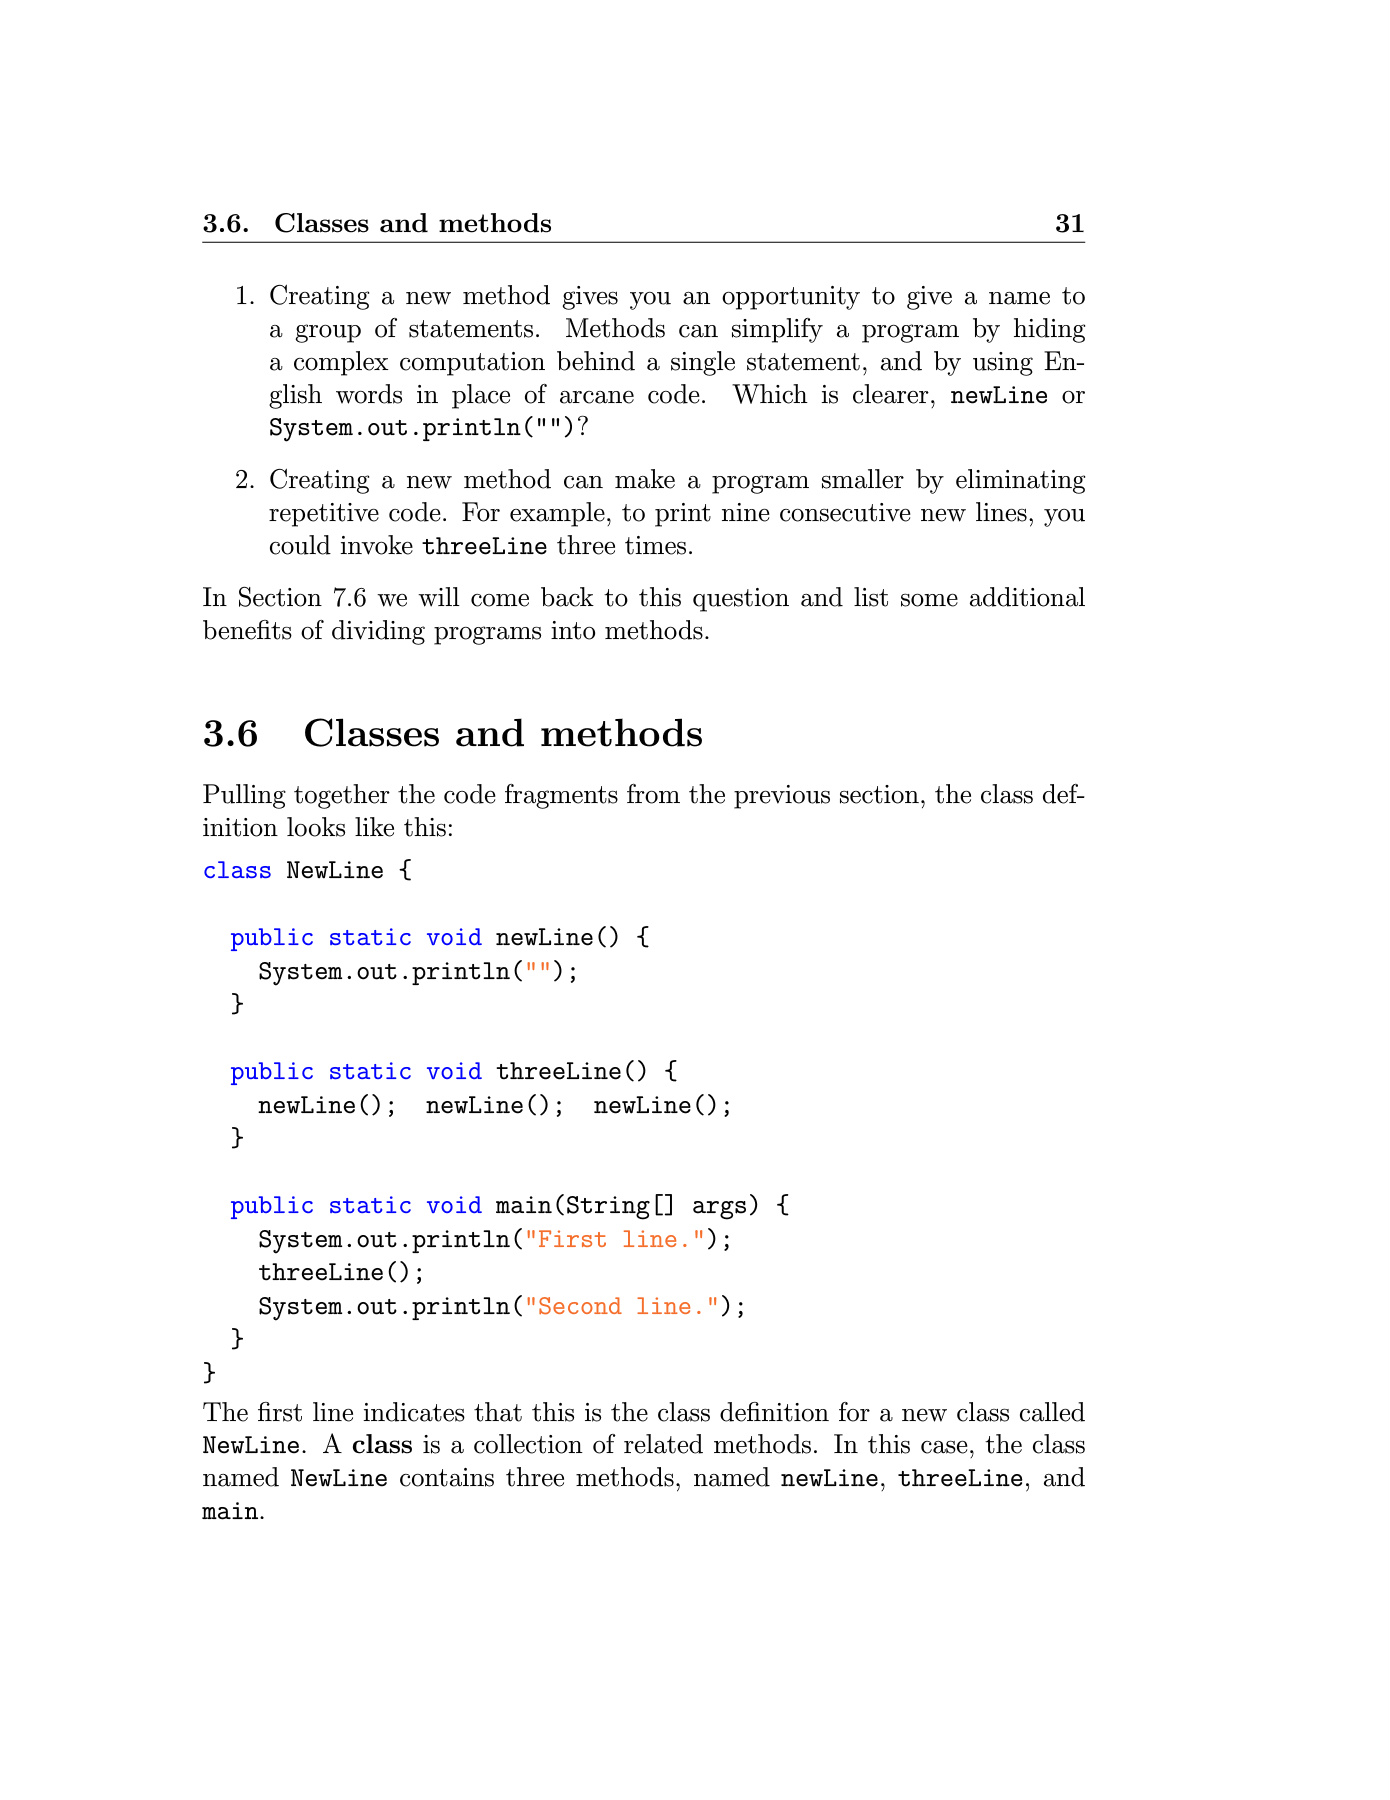 3.6. Classes and methods 31
1. Creating a new method gives you an opportunity to give a name to
a group of statements. Methods can simplify a program by hiding
a complex computation behind a single statement, and by using En-
glish words in place of arcane code. Which is clearer, newLine or
System.out.println("")?
2. Creating a new method can make a program smaller by eliminating
repetitive code. For example, to print nine consecutive new lines, you
could invoke threeLine three times.
In Section 7.6 we will come back to this question and list some additional
benefits of dividing programs into methods.
3.6 Classes and methods
Pulling together the code fragments from the previous section, the class def-
inition looks like this:
class NewLine {
  public static void newLine() {
    System.out.println("");
  }
  public static void threeLine() {
    newLine();  newLine();  newLine();
  }
  public static void main(String[] args) {
    System.out.println("First line.");
    threeLine();
    System.out.println("Second line.");
  }
}
The first line indicates that this is the class definition for a new class called
NewLine. A class is a collection of related methods. In this case, the class
named NewLine contains three methods, named newLine, threeLine, and
main.